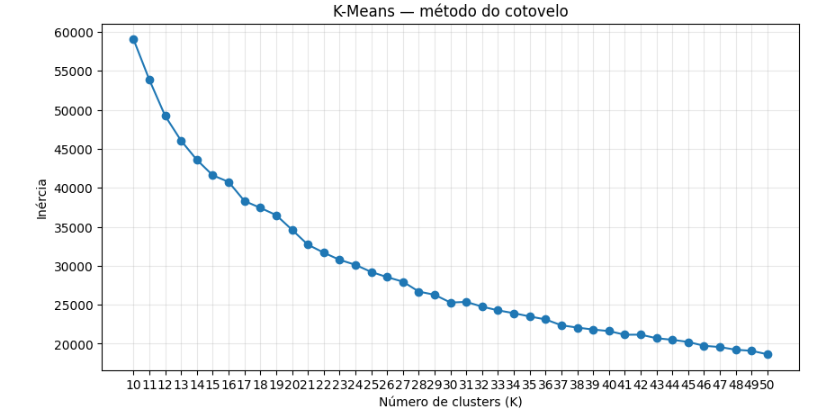 K-Means — método do cotovelo
60000
55000
50000
45000
40000
35000
30000
25000
20000
Inércia
10 11 12 13 14 15 16 17 18 19 20 21 22 23 24 25 26 27 28 29 30 31 32 33 34 35 36 37 38 39 40 41 42 43 44 45 46 47 48 49 50
Número de clusters (K)